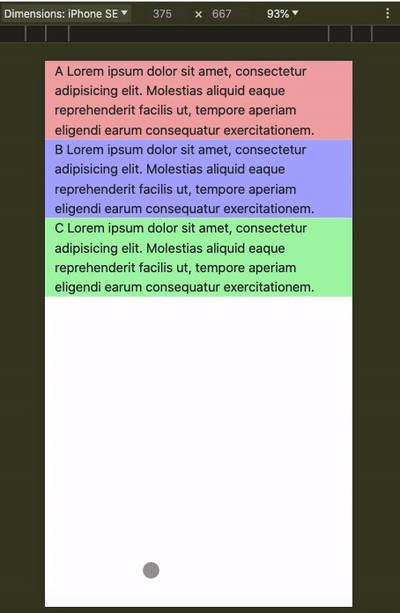 Dimensions: iPhone SE ▼ 375 × 667 93% ▼
A Lorem ipsum dolor sit amet, consectetur
adipisicing elit. Molestias aliquid eaque
reprehenderit facilis ut, tempore aperiam
eligendi earum consequatur exercitationem.
B Lorem ipsum dolor sit amet, consectetur
adipisicing elit. Molestias aliquid eaque
reprehenderit facilis ut, tempore aperiam
eligendi earum consequatur exercitationem.
C Lorem ipsum dolor sit amet, consectetur
adipisicing elit. Molestias aliquid eaque
reprehenderit facilis ut, tempore aperiam
eligendi earum consequatur exercitationem.